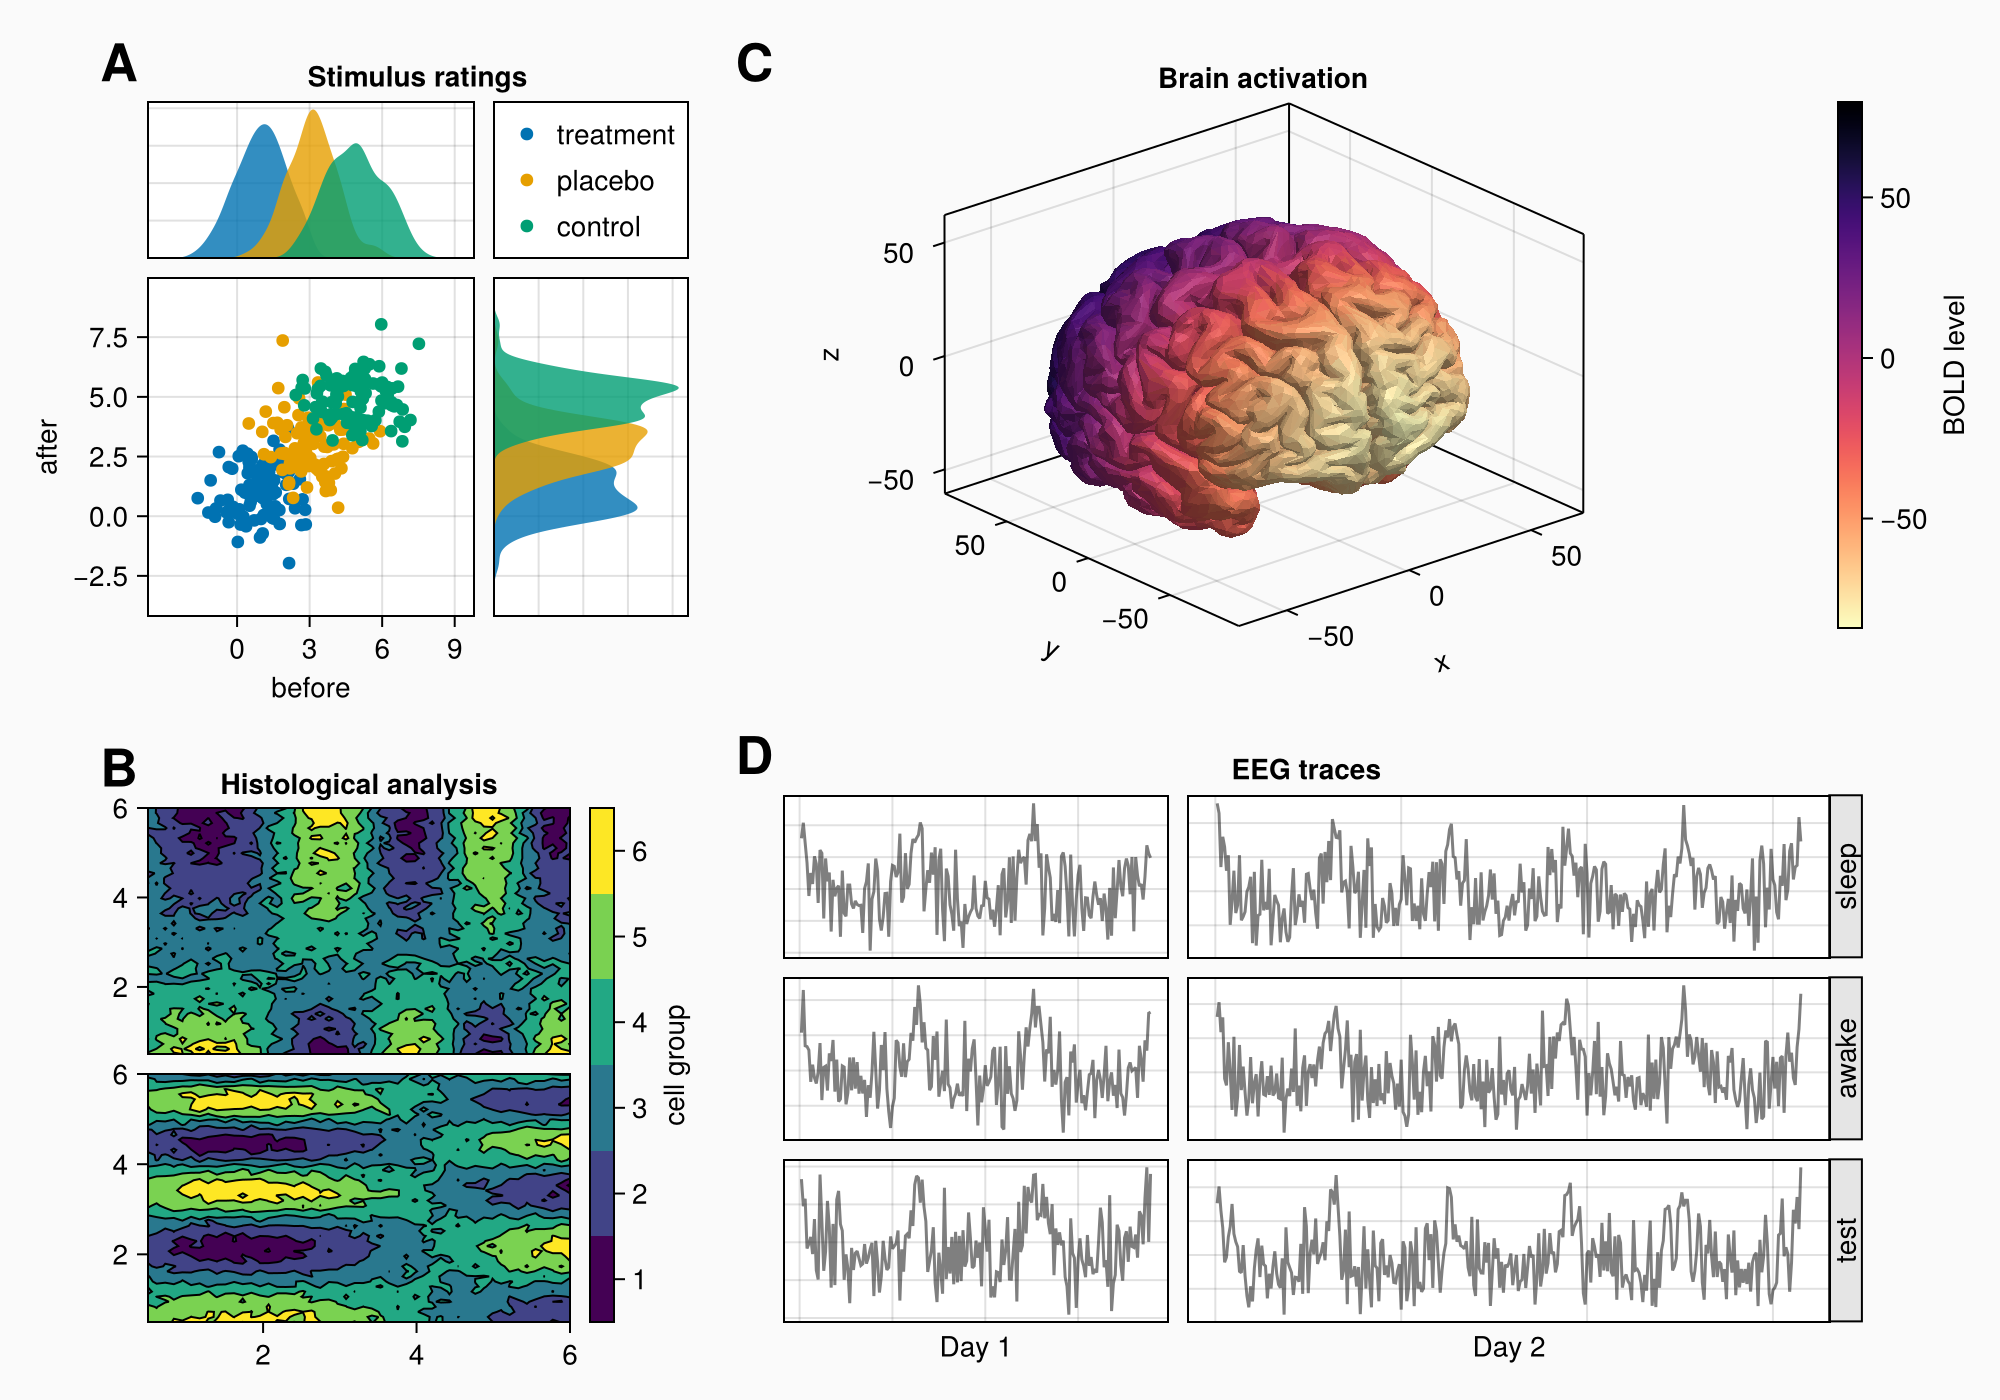 A
Stimulus ratings
treatment
placebo
control
7.5
5.0
2.5
0.0
−2.5
after
0 3 6 9
before
C
Brain activation
50
0
−50
z
50
0
−50
y
−50
0
50
x
50
0
−50
BOLD level
B
Histological analysis
6
4
2
6
4
2
2 4 6
6
5
4
3
2
1
cell group
D
EEG traces
sleep
awake
test
Day 1 Day 2